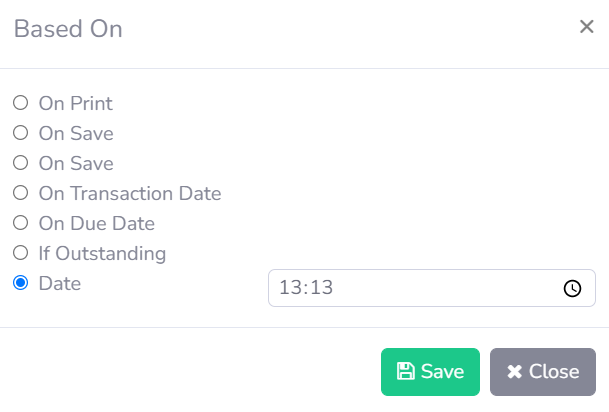 Based On
On Print
On Save
On Save
On Transaction Date
On Due Date
If Outstanding
Date 13:13
Save Close